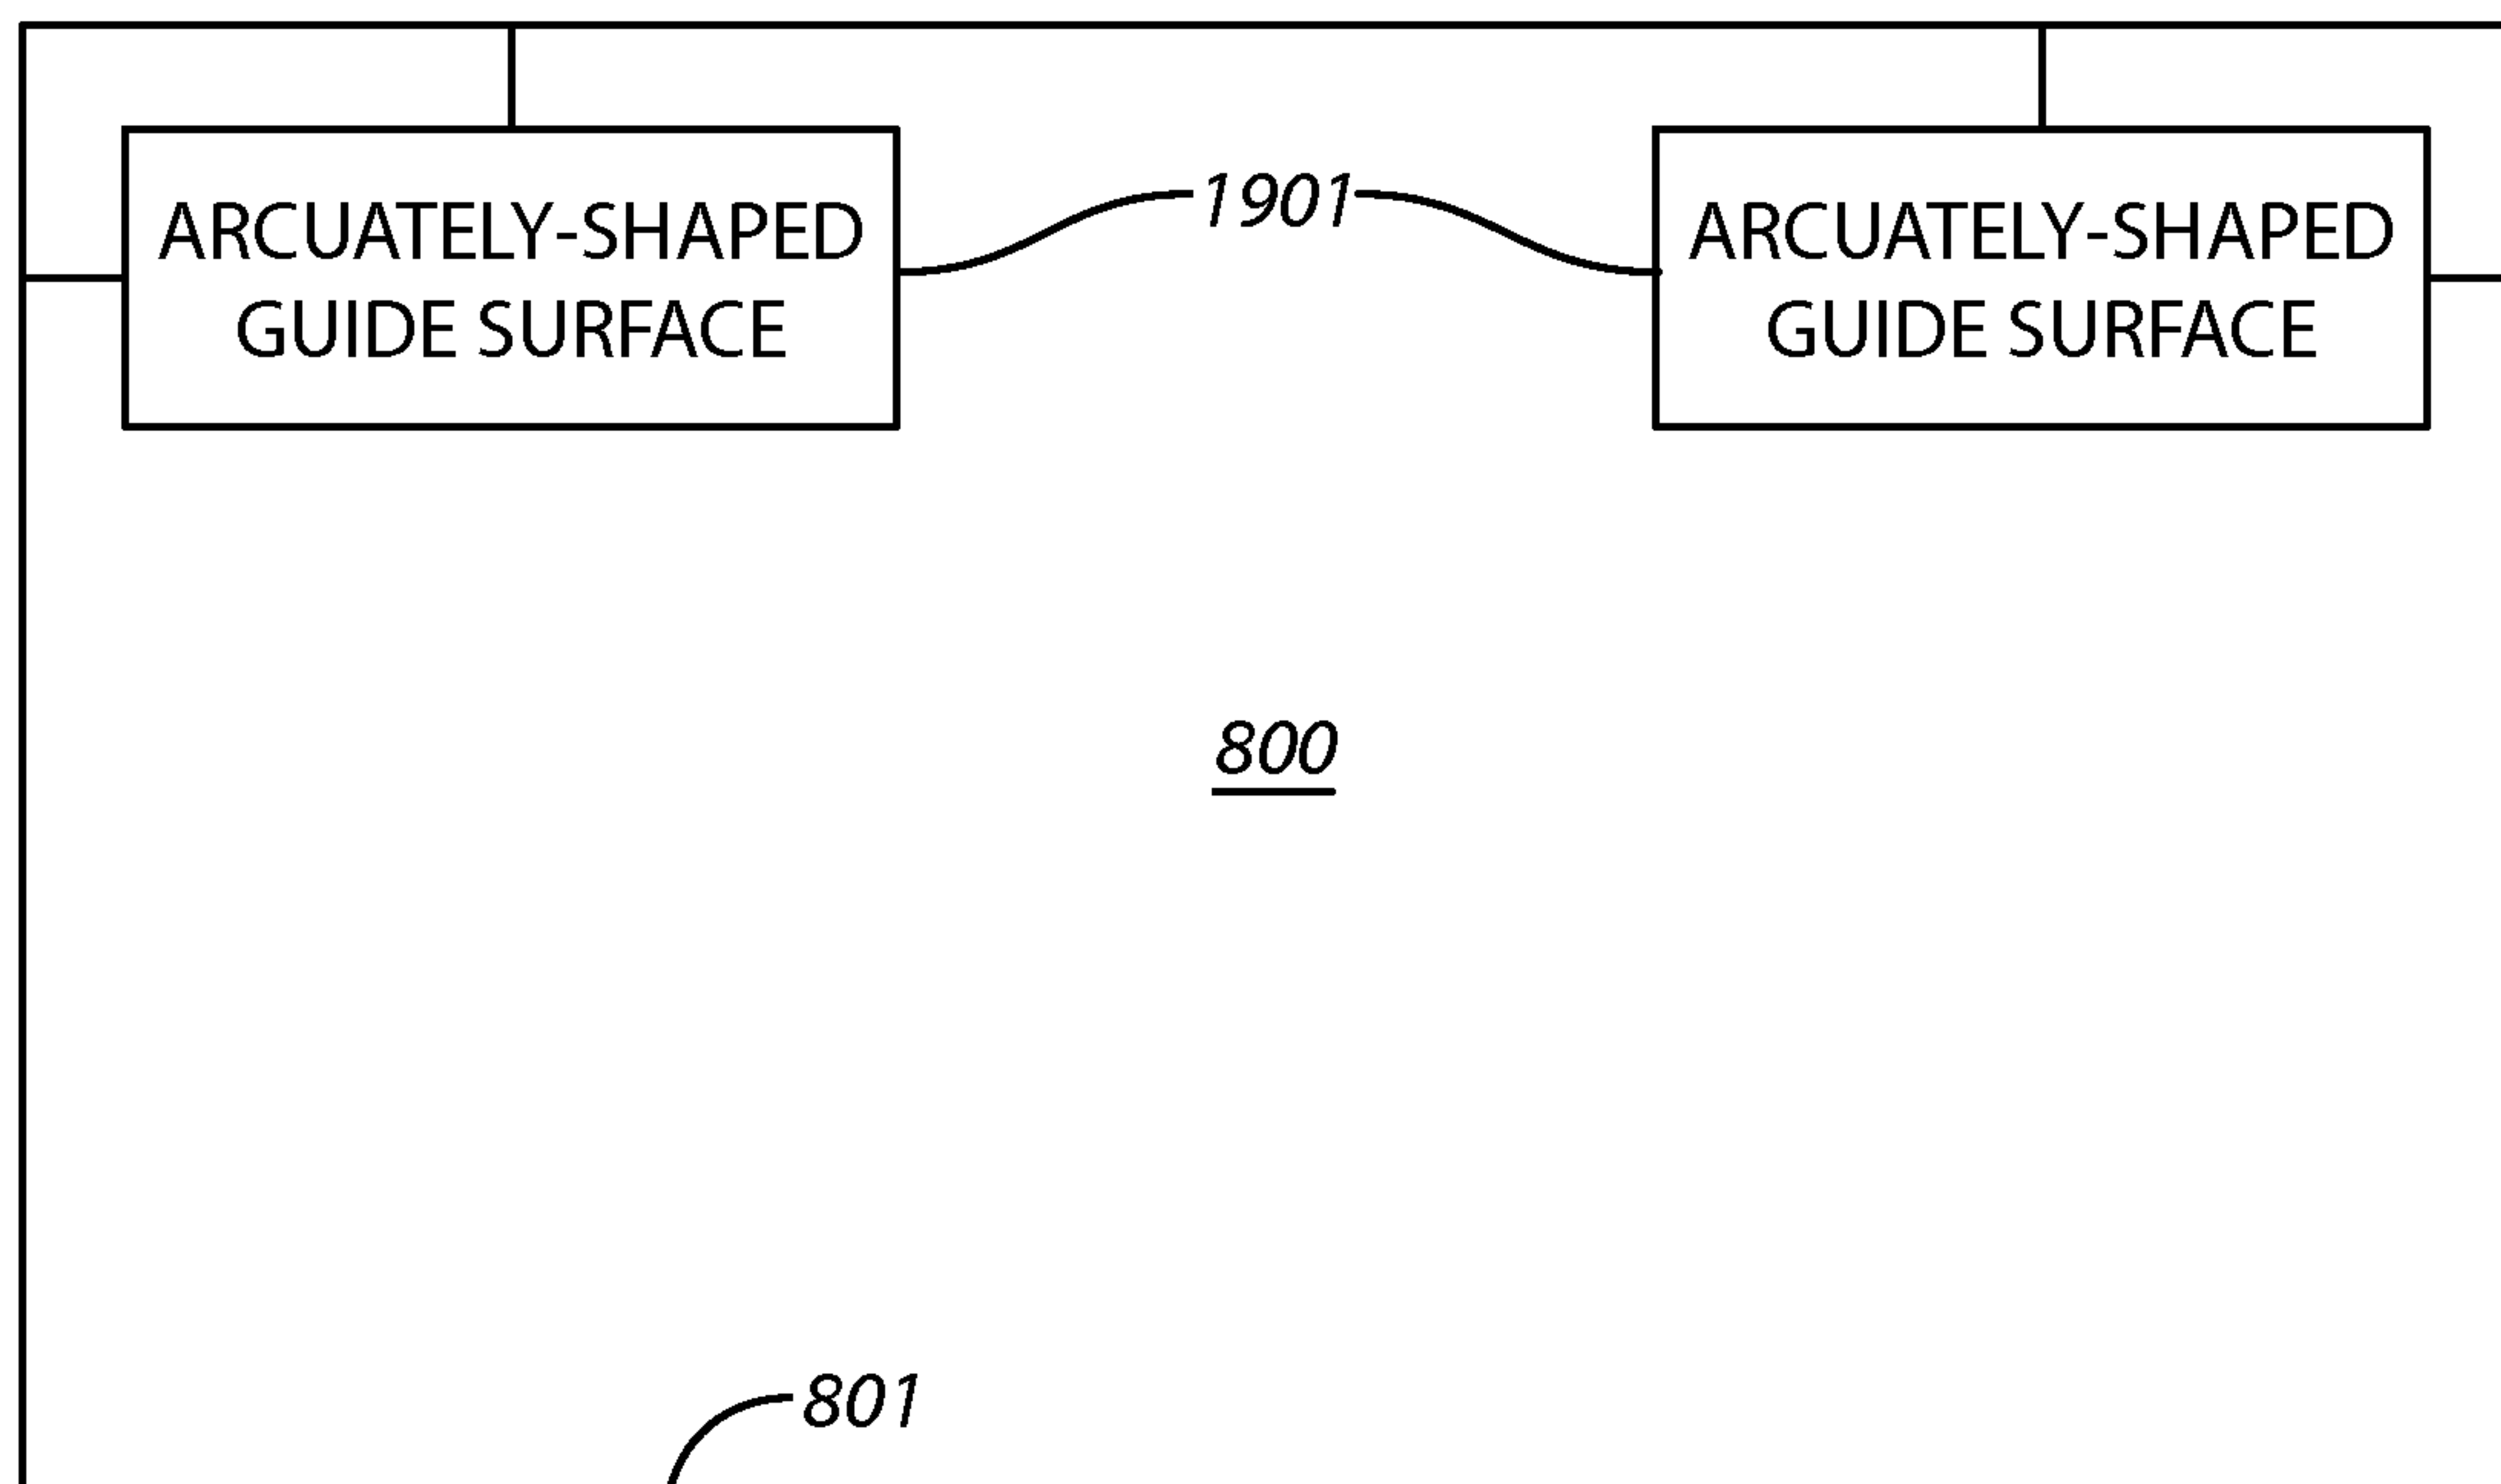 ARCUATELY-SHAPED
GUIDE SURFACE
1901
ARCUATELY-SHAPED
GUIDE SURFACE
800
801